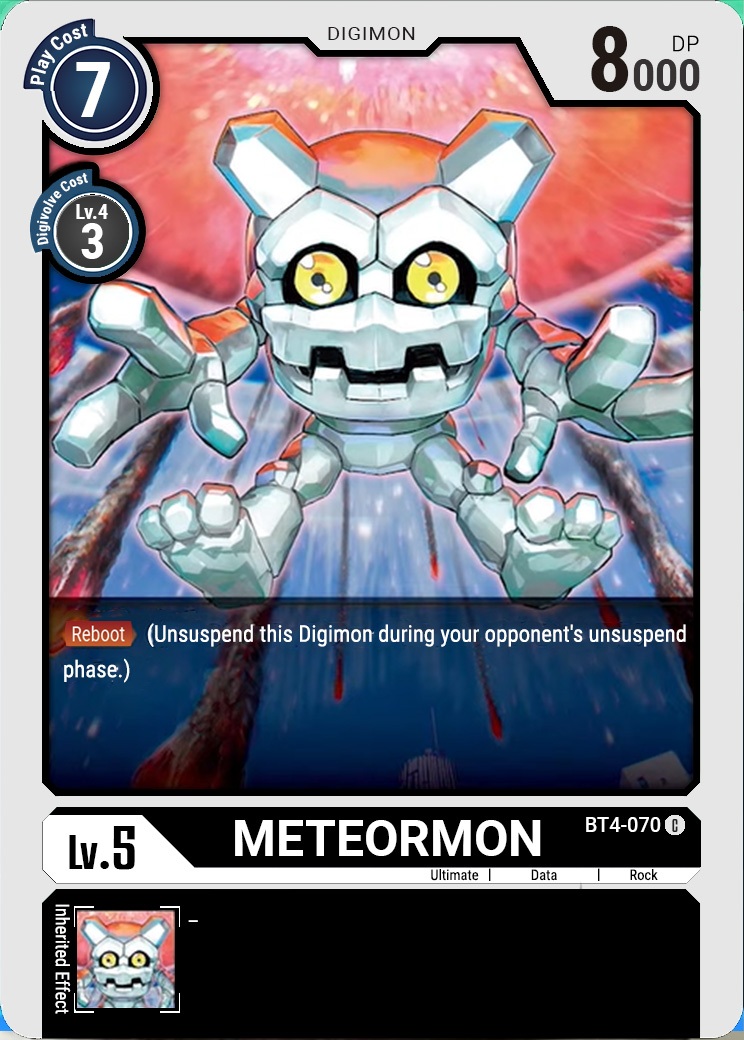 DIGIMON
Play Cost
7
8000
DP
Digivolve Cost
Lv.4
3
Reboot (Unsuspend this Digimon during your opponent's unsuspend
phase.)
Lv.5
METEORMON
BT4-070 C
Ultimate | Data | Rock
Inherited Effect
–